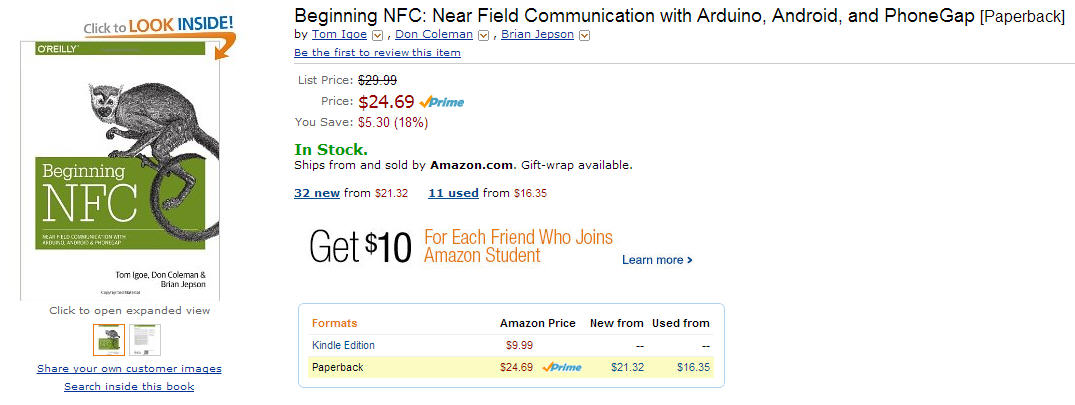 Click to LOOK INSIDE!
O'REILLY
Beginning
NFC
NEAR FIELD COMMUNICATION WITH
ARDUINO, ANDROID & PHONEGAP
Tom Igoe, Don Coleman &
Brian Jepson
Copyrighted Material
Click to open expanded view
Share your own customer images
Search inside this book
Beginning NFC: Near Field Communication with Arduino, Android, and PhoneGap [Paperback]
by Tom Igoe, Don Coleman, Brian Jepson
Be the first to review this item
List Price: $29.99
Price: $24.69 Prime
You Save: $5.30 (18%)
In Stock.
Ships from and sold by Amazon.com. Gift-wrap available.
32 new from $21.32 11 used from $16.35
Get $10 For Each Friend Who Joins
Amazon Student
Learn more ›
Formats Amazon Price New from Used from
Kindle Edition $9.99 -- --
Paperback $24.69 Prime $21.32 $16.35